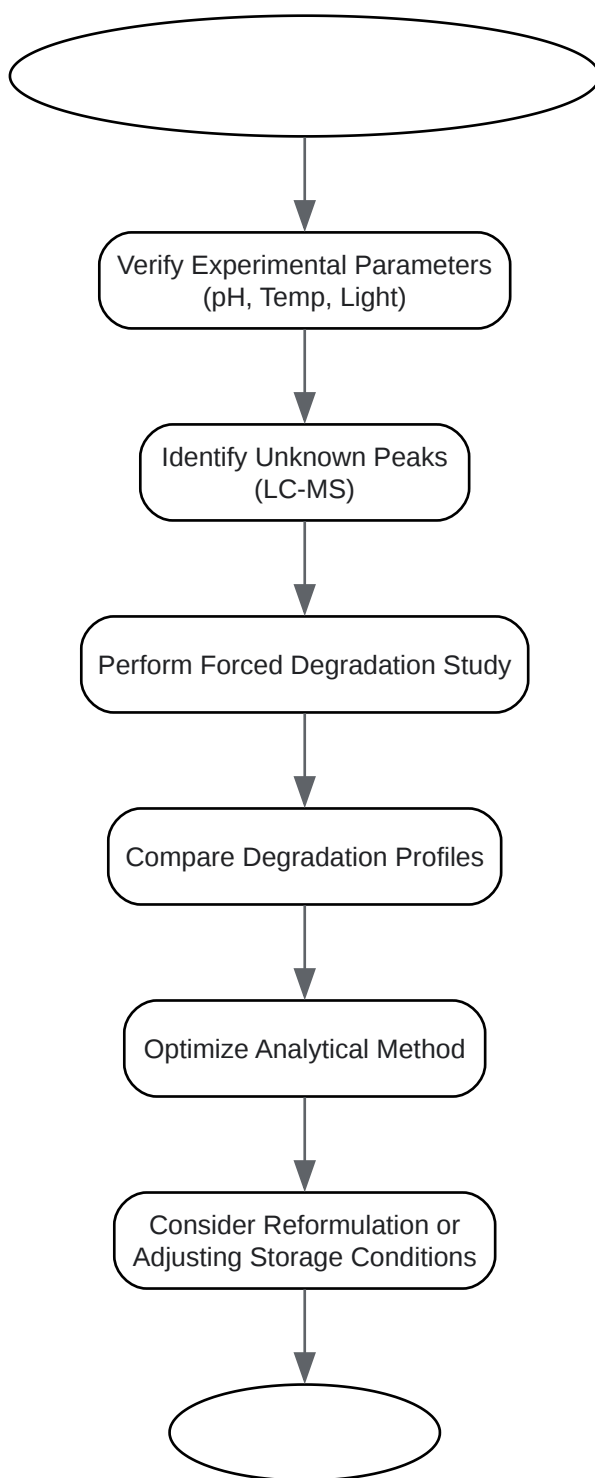 Verify Experimental Parameters
(pH, Temp, Light)
Identify Unknown Peaks
(LC-MS)
Perform Forced Degradation Study
Compare Degradation Profiles
Optimize Analytical Method
Consider Reformulation or
Adjusting Storage Conditions